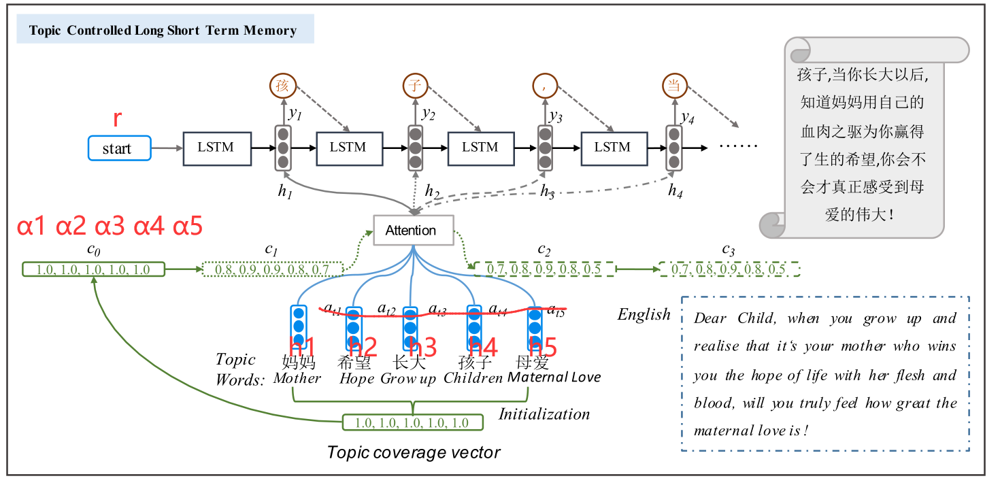 Topic Controlled Long Short Term Memory
孩 子 , 当
y1 y2 y3 y4
r
start LSTM LSTM LSTM LSTM ......
h1 h2 h3 h4
孩子,当你长大以后,
知道妈妈用自己的
血肉之驱为你赢得
了生的希望,你会不
会才真正感受到母
爱的伟大!
α1 α2 α3 α4 α5
Attention
c0 c1 c2 c3
1.0, 1.0, 1.0, 1.0, 1.0 0.8, 0.9, 0.9, 0.8, 0.7 0.7, 0.8, 0.9, 0.8, 0.5 0.7, 0.8, 0.9, 0.8, 0.5
at1 at2 at3 at4 at5
h1 h2 h3 h4 h5
Topic 妈妈 希望 长大 孩子 母爱
Words: Mother Hope Grow up Children Maternal Love
Initialization
1.0, 1.0, 1.0, 1.0, 1.0
Topic coverage vector
English
Dear Child, when you grow up and
realise that it‘s your mother who wins
you the hope of life with her flesh and
blood, will you truly feel how great the
maternal love is !